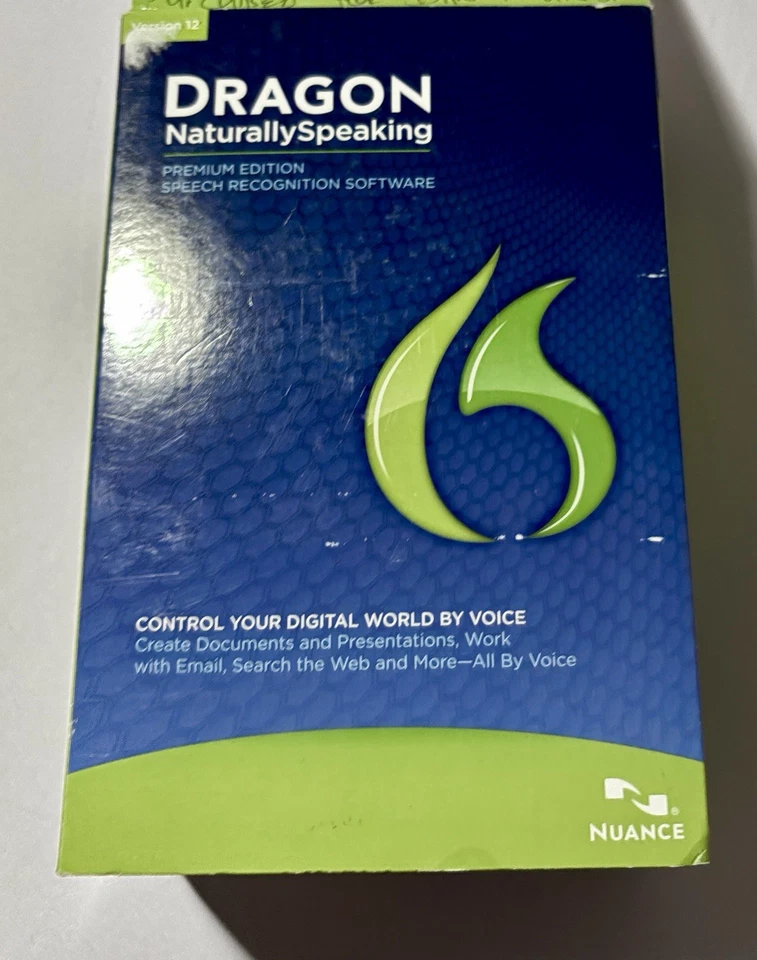 Version 12
DRAGON
NaturallySpeaking
PREMIUM EDITION
SPEECH RECOGNITION SOFTWARE
CONTROL YOUR DIGITAL WORLD BY VOICE
Create Documents and Presentations, Work
with Email, Search the Web and More—All By Voice
®
NUANCE